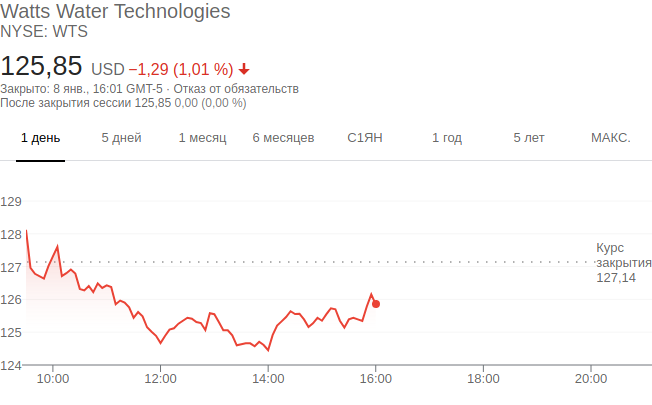 Watts Water Technologies
NYSE: WTS
125,85 USD −1,29 (1,01 %)
Закрыто: 8 янв., 16:01 GMT-5 · Отказ от обязательств
После закрытия сессии 125,85 0,00 (0,00 %)
1 день 5 дней 1 месяц 6 месяцев С1ЯН 1 год 5 лет МАКС.
129
128
Курс
закрытия
127,14
127
126
125
124
10:00 12:00 14:00 16:00 18:00 20:00